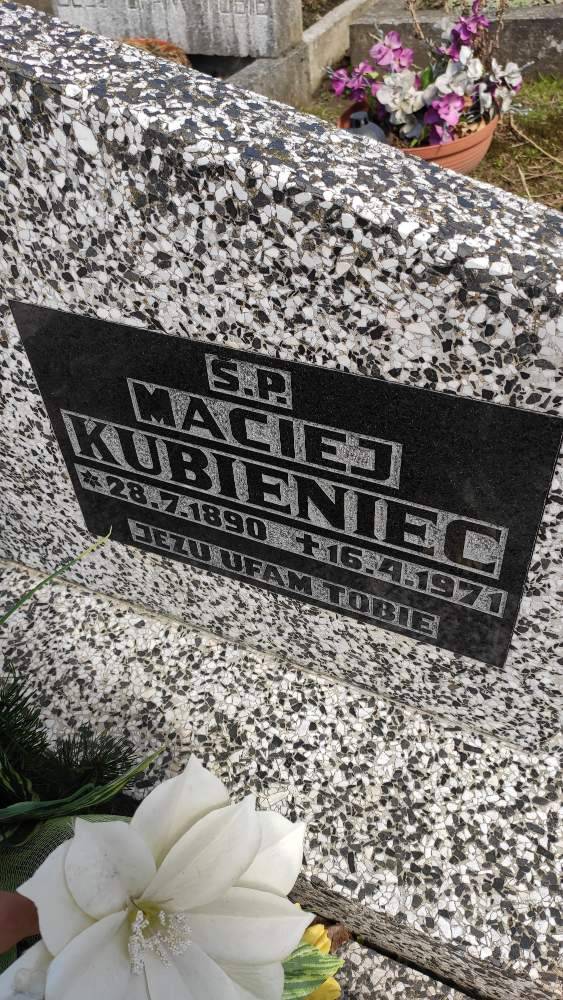 S.P.
MACIEJ
KUBIENIEC
*28.7.1890 +16.4.1971
JEZU UFAM TOBIE